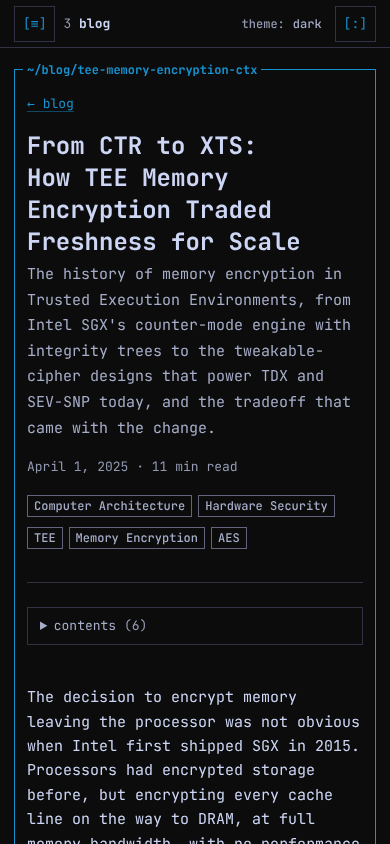 [≡] 3 blog theme: dark [:]
~/blog/tee-memory-encryption-ctx
← blog
From CTR to XTS:
How TEE Memory
Encryption Traded
Freshness for Scale
The history of memory encryption in
Trusted Execution Environments, from
Intel SGX's counter-mode engine with
integrity trees to the tweakable-
cipher designs that power TDX and
SEV-SNP today, and the tradeoff that
came with the change.
April 1, 2025 · 11 min read
Computer Architecture Hardware Security
TEE Memory Encryption AES
▶ contents (6)
The decision to encrypt memory
leaving the processor was not obvious
when Intel first shipped SGX in 2015.
Processors had encrypted storage
before, but encrypting every cache
line on the way to DRAM, at full
memory bandwidth, with no performance